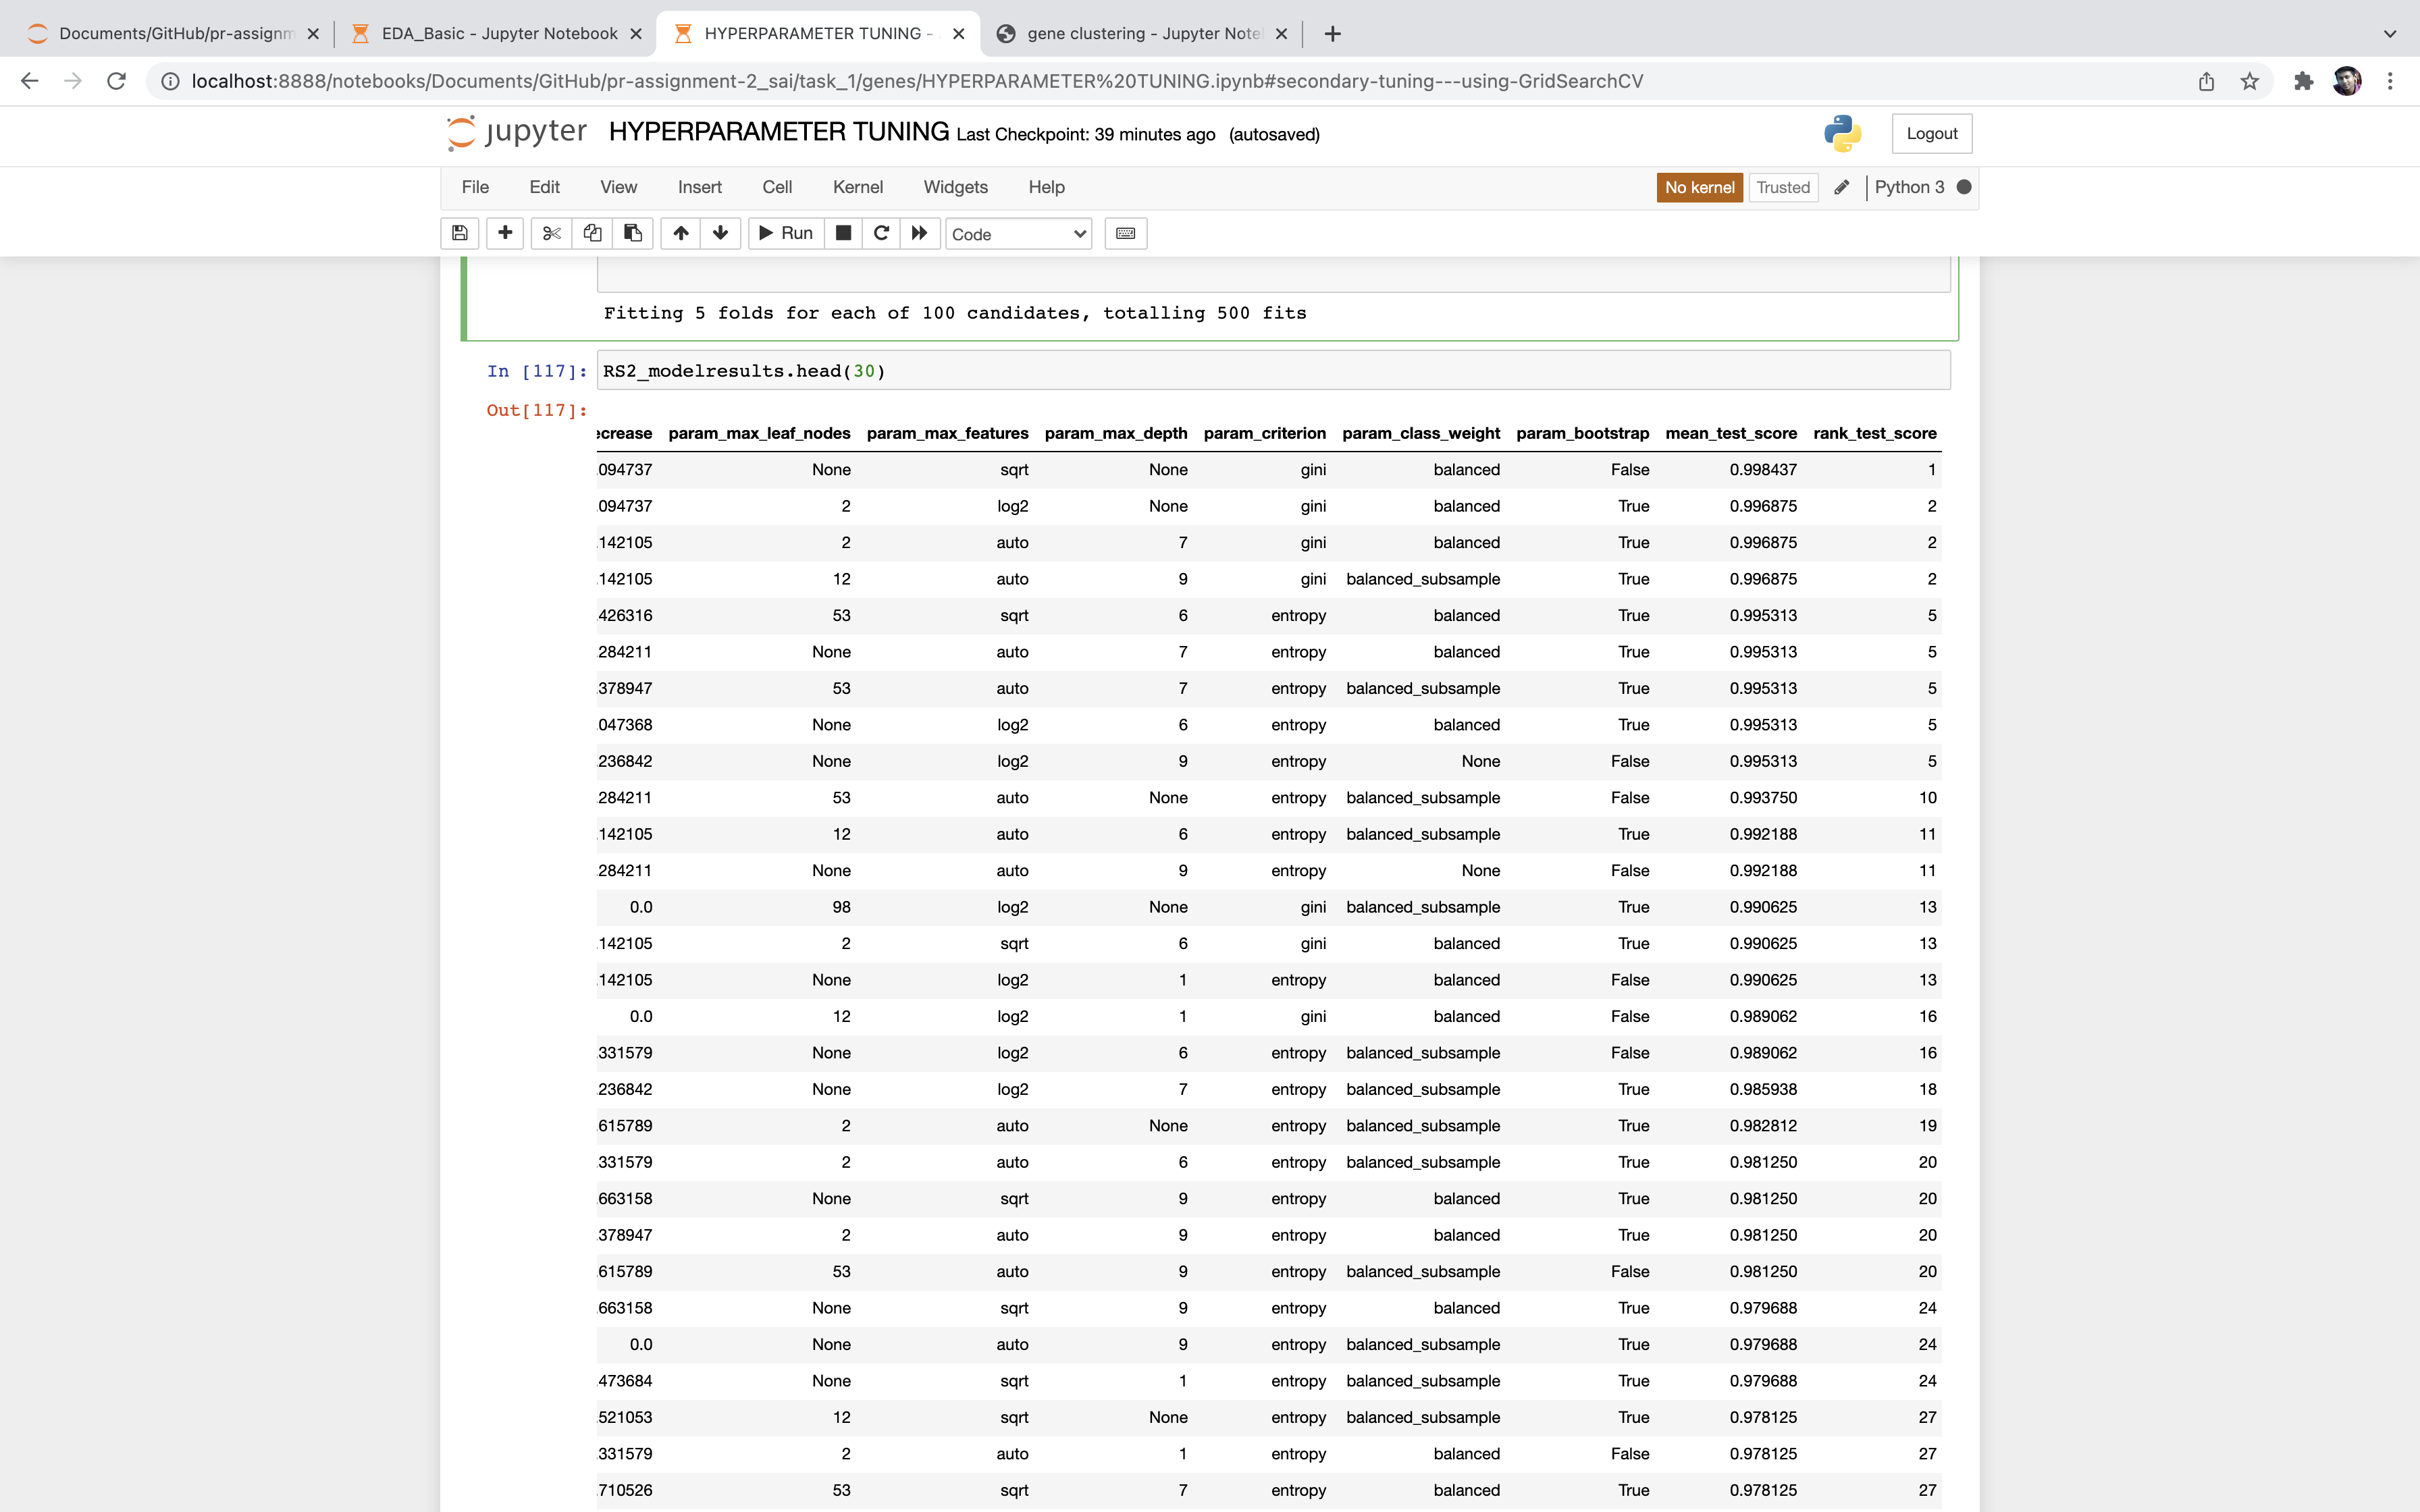 Documents/GitHub/pr-assignm
EDA_Basic - Jupyter Notebook
HYPERPARAMETER TUNING -
gene clustering - Jupyter Note
localhost:8888/notebooks/Documents/GitHub/pr-assignment-2_sai/task_1/genes/HYPERPARAMETER%20TUNING.ipynb#secondary-tuning---using-GridSearchCV
jupyter HYPERPARAMETER TUNING Last Checkpoint: 39 minutes ago (autosaved)
Logout
File Edit View Insert Cell Kernel Widgets Help
No kernel Trusted Python 3
Run Code
Fitting 5 folds for each of 100 candidates, totalling 500 fits
In [117]: RS2_modelresults.head(30)
Out[117]:
ecrease param_max_leaf_nodes param_max_features param_max_depth param_criterion param_class_weight param_bootstrap mean_test_score rank_test_score
.094737 None sqrt None gini balanced False 0.998437 1
.094737 2 log2 None gini balanced True 0.996875 2
.142105 2 auto 7 gini balanced True 0.996875 2
.142105 12 auto 9 gini balanced_subsample True 0.996875 2
.426316 53 sqrt 6 entropy balanced True 0.995313 5
.284211 None auto 7 entropy balanced True 0.995313 5
.378947 53 auto 7 entropy balanced_subsample True 0.995313 5
.047368 None log2 6 entropy balanced True 0.995313 5
.236842 None log2 9 entropy None False 0.995313 5
.284211 53 auto None entropy balanced_subsample False 0.993750 10
.142105 12 auto 6 entropy balanced_subsample True 0.992188 11
.284211 None auto 9 entropy None False 0.992188 11
0.0 98 log2 None gini balanced_subsample True 0.990625 13
.142105 2 sqrt 6 gini balanced True 0.990625 13
.142105 None log2 1 entropy balanced False 0.990625 13
0.0 12 log2 1 gini balanced False 0.989062 16
.331579 None log2 6 entropy balanced_subsample False 0.989062 16
.236842 None log2 7 entropy balanced_subsample True 0.985938 18
.615789 2 auto None entropy balanced_subsample True 0.982812 19
.331579 2 auto 6 entropy balanced_subsample True 0.981250 20
.663158 None sqrt 9 entropy balanced True 0.981250 20
.378947 2 auto 9 entropy balanced True 0.981250 20
.615789 53 auto 9 entropy balanced_subsample False 0.981250 20
.663158 None sqrt 9 entropy balanced True 0.979688 24
0.0 None auto 9 entropy balanced_subsample True 0.979688 24
.473684 None sqrt 1 entropy balanced_subsample True 0.979688 24
.521053 12 sqrt None entropy balanced_subsample True 0.978125 27
.331579 2 auto 1 entropy balanced False 0.978125 27
.710526 53 sqrt 7 entropy balanced True 0.978125 27